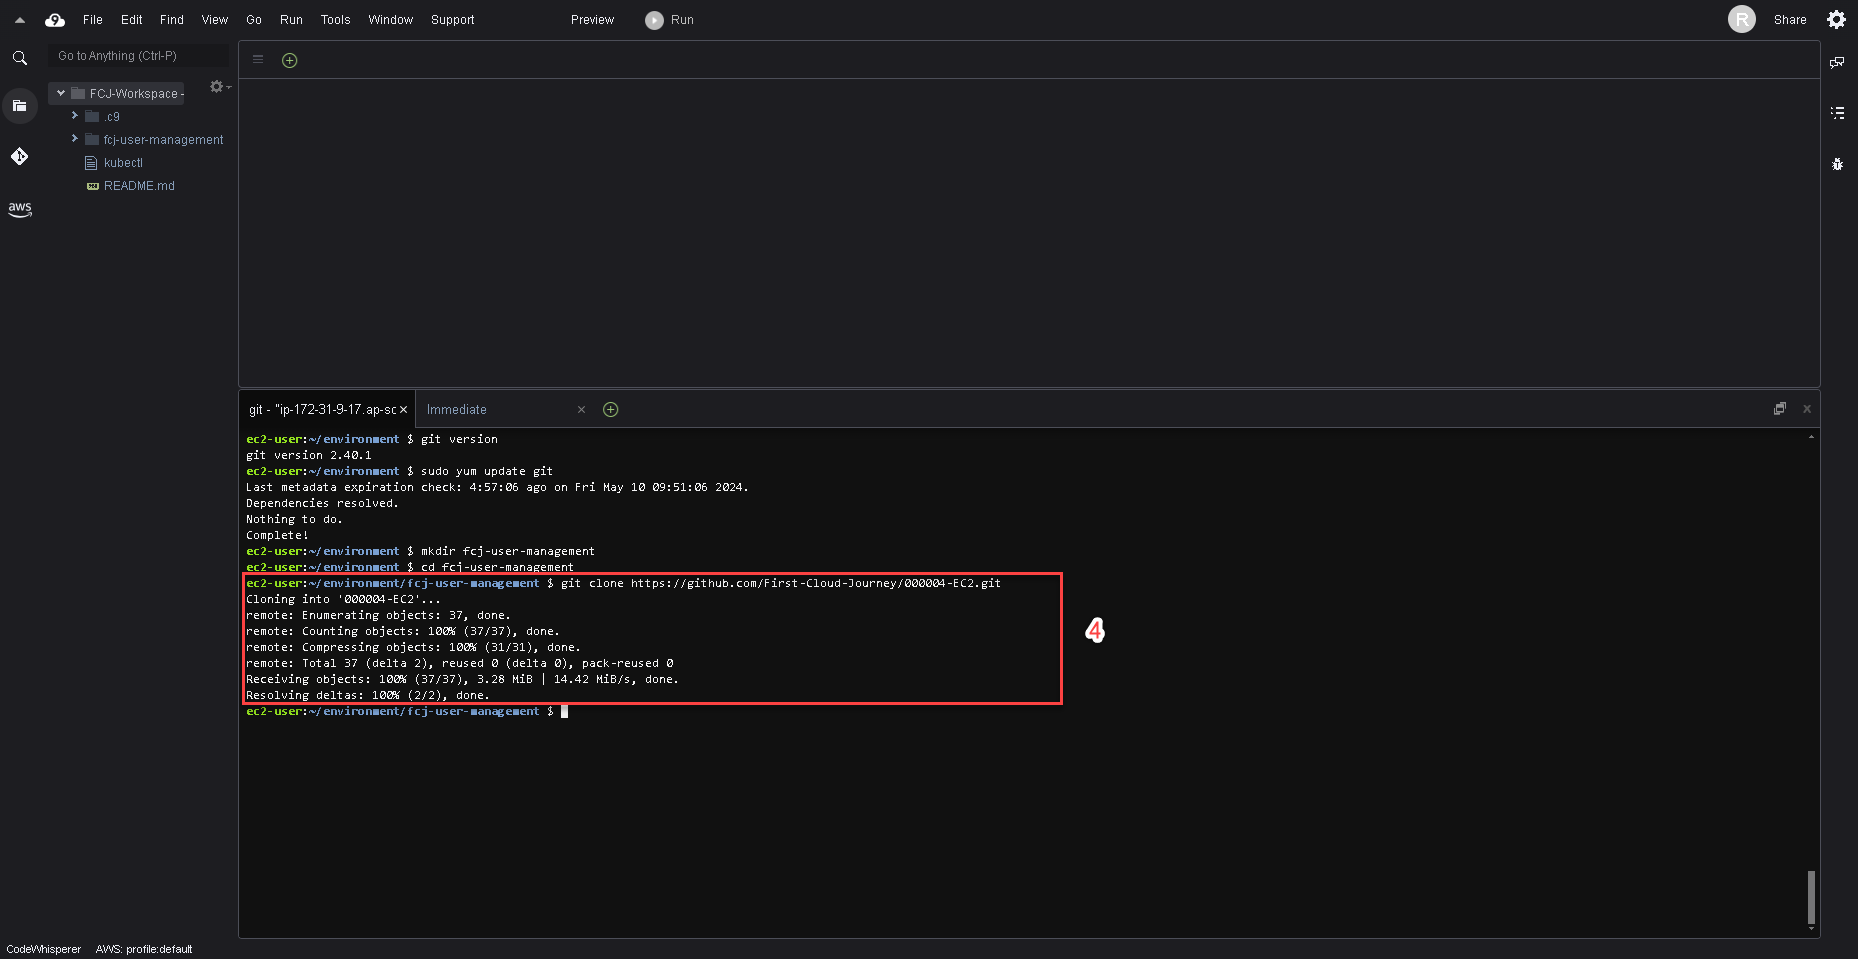 File Edit Find View Go Run Tools Window Support Preview Run R Share
Go to Anything (Ctrl-P)
FCJ-Workspace -
.c9
fcj-user-management
kubectl
README.md
aws
git - "ip-172-31-9-17.ap-sc Immediate
ec2-user:~/environment $ git version
git version 2.40.1
ec2-user:~/environment $ sudo yum update git
Last metadata expiration check: 4:57:06 ago on Fri May 10 09:51:06 2024.
Dependencies resolved.
Nothing to do.
Complete!
ec2-user:~/environment $ mkdir fcj-user-management
ec2-user:~/environment $ cd fcj-user-management
ec2-user:~/environment/fcj-user-management $ git clone https://github.com/First-Cloud-Journey/000004-EC2.git
Cloning into '000004-EC2'...
remote: Enumerating objects: 37, done.
remote: Counting objects: 100% (37/37), done.
remote: Compressing objects: 100% (31/31), done.
remote: Total 37 (delta 2), reused 0 (delta 0), pack-reused 0
Receiving objects: 100% (37/37), 3.28 MiB | 14.42 MiB/s, done.
Resolving deltas: 100% (2/2), done.
ec2-user:~/environment/fcj-user-management $
4
CodeWhisperer AWS: profile:default